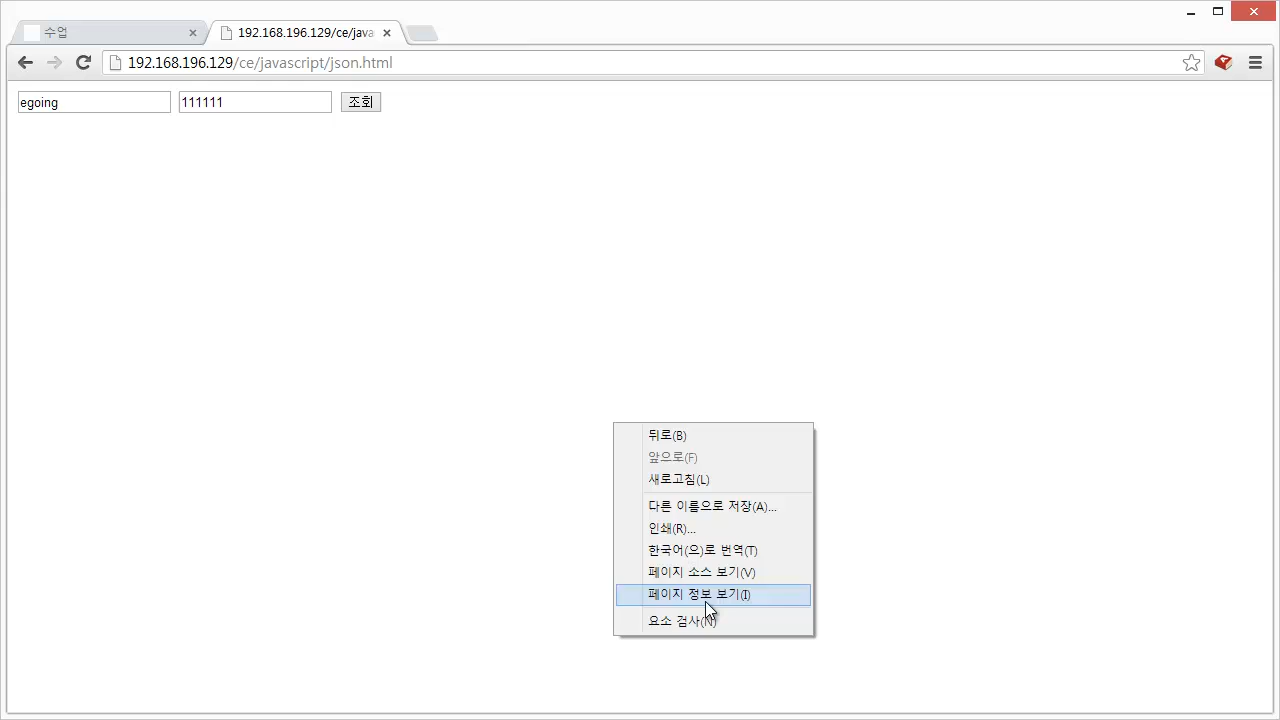 수업
192.168.196.129/ce/java
192.168.196.129/ce/javascript/json.html
egoing 111111 조회
뒤로(B)
앞으로(F)
새로고침(L)
다른 이름으로 저장(A)...
인쇄(R)...
한국어(으)로 번역(T)
페이지 소스 보기(V)
페이지 정보 보기(I)
요소 검사(N)